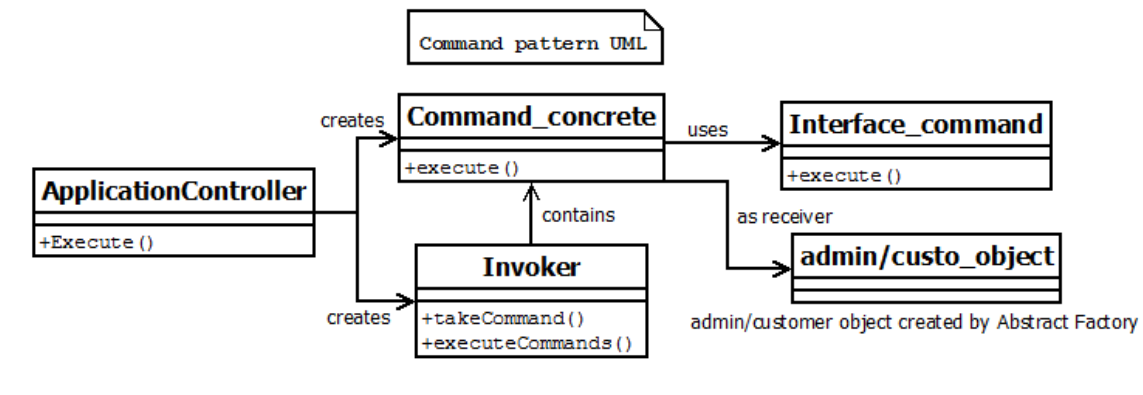 Command pattern UML
creates
Command_concrete
+execute()
uses
Interface_command
+execute()
ApplicationController
+Execute()
contains
as receiver
admin/custo_object
admin/customer object created by Abstract Factory
creates
Invoker
+takeCommand()
+executeCommands()